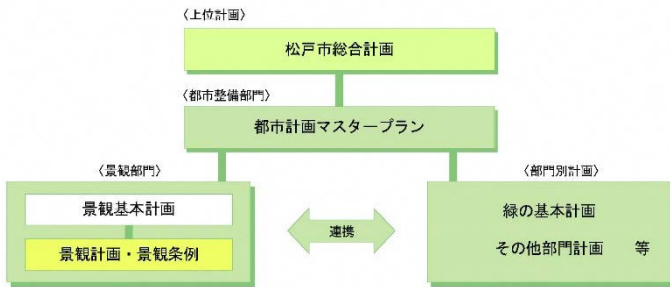 〈上位計画〉
松戸市総合計画
〈都市整備部門〉
都市計画マスタープラン
〈景観部門〉
〈部門別計画〉
景観基本計画
景観計画・景観条例
連携
緑の基本計画
その他部門計画　等